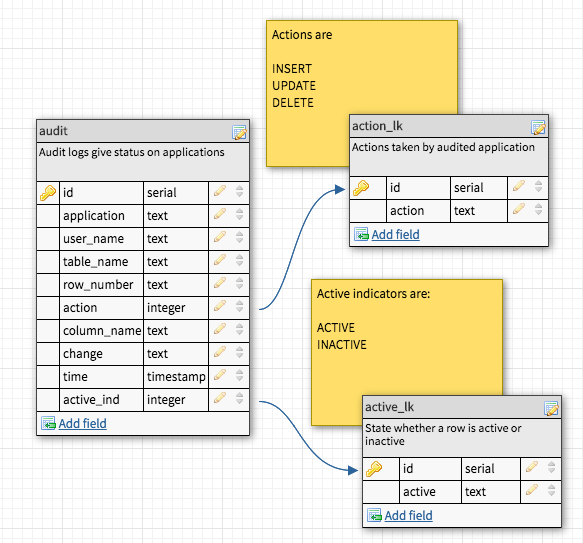 Actions are
INSERT
UPDATE
DELETE
audit
Audit logs give status on applications
id serial
application text
user_name text
table_name text
row_number text
action integer
column_name text
change text
time timestamp
active_ind integer
Add field
action_lk
Actions taken by audited application
id serial
action text
Add field
Active indicators are:
ACTIVE
INACTIVE
active_lk
State whether a row is active or
inactive
id serial
active text
Add field